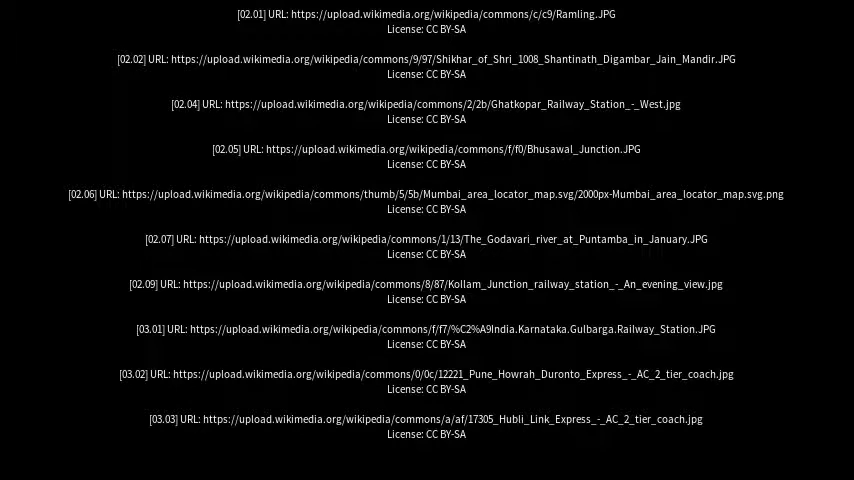 [02.01] URL: https://upload.wikimedia.org/wikipedia/commons/c/c9/Ramling.JPG
License: CC BY-SA
[02.02] URL: https://upload.wikimedia.org/wikipedia/commons/9/97/Shikhar_of_Shri_1008_Shantinath_Digambar_Jain_Mandir.JPG
License: CC BY-SA
[02.04] URL: https://upload.wikimedia.org/wikipedia/commons/2/2b/Ghatkopar_Railway_Station_-_West.jpg
License: CC BY-SA
[02.05] URL: https://upload.wikimedia.org/wikipedia/commons/f/f0/Bhusawal_Junction.JPG
License: CC BY-SA
[02.06] URL: https://upload.wikimedia.org/wikipedia/commons/thumb/5/5b/Mumbai_area_locator_map.svg/2000px-Mumbai_area_locator_map.svg.png
License: CC BY-SA
[02.07] URL: https://upload.wikimedia.org/wikipedia/commons/1/13/The_Godavari_river_at_Puntamba_in_January.JPG
License: CC BY-SA
[02.09] URL: https://upload.wikimedia.org/wikipedia/commons/8/87/Kollam_Junction_railway_station_-_An_evening_view.jpg
License: CC BY-SA
[03.01] URL: https://upload.wikimedia.org/wikipedia/commons/f/f7/%C2%A9India.Karnataka.Gulbarga.Railway_Station.JPG
License: CC BY-SA
[03.02] URL: https://upload.wikimedia.org/wikipedia/commons/0/0c/12221_Pune_Howrah_Duronto_Express_-_AC_2_tier_coach.jpg
License: CC BY-SA
[03.03] URL: https://upload.wikimedia.org/wikipedia/commons/a/af/17305_Hubli_Link_Express_-_AC_2_tier_coach.jpg
License: CC BY-SA